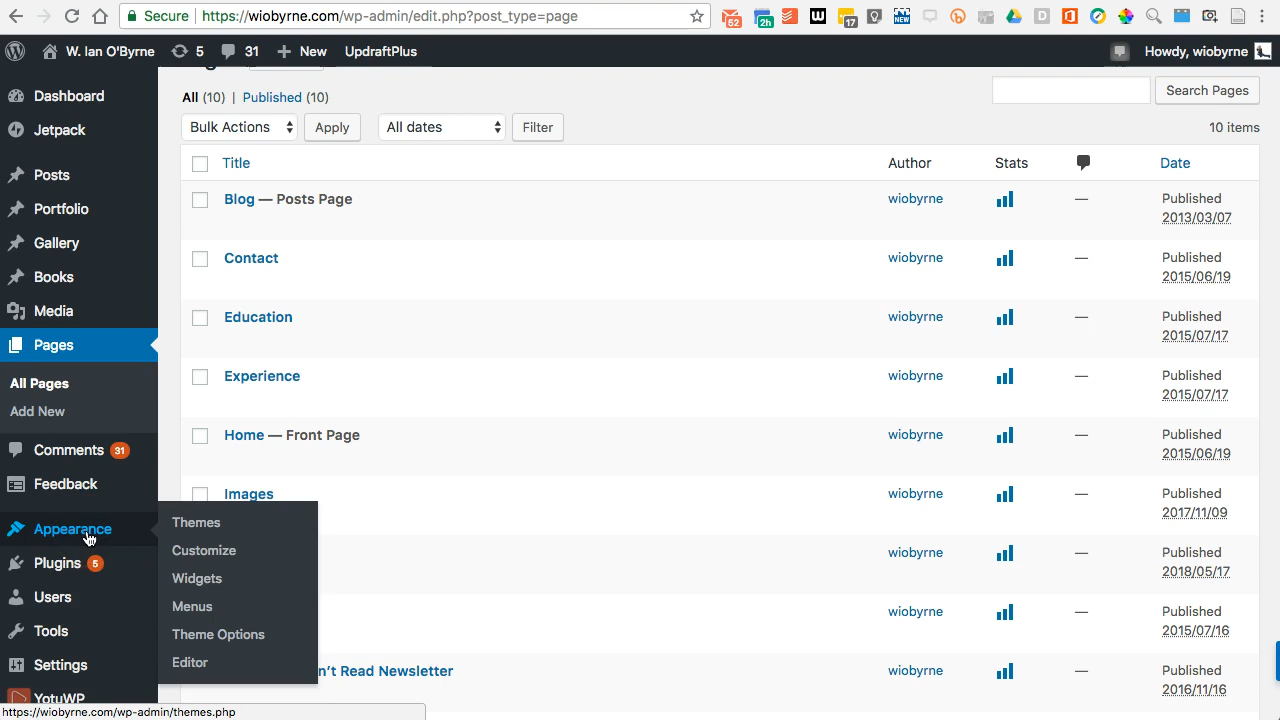 Secure https://wiobyrne.com/wp-admin/edit.php?post_type=page
52 2h W 17 NEW D
W. Ian O'Byrne 5 31 + New UpdraftPlus Howdy, wiobyrne
Dashboard
Jetpack
Posts
Portfolio
Gallery
Books
Media
Pages
All Pages
Add New
Comments 31
Feedback
Appearance
Plugins 5
Users
Tools
Settings
YotuWP
Themes
Customize
Widgets
Menus
Theme Options
Editor
All (10) | Published (10)
Search Pages
Bulk Actions Apply All dates Filter 10 items
Title Author Stats Date
Blog — Posts Page wiobyrne — Published
2013/03/07
Contact wiobyrne — Published
2015/06/19
Education wiobyrne — Published
2015/07/17
Experience wiobyrne — Published
2015/07/17
Home — Front Page wiobyrne — Published
2015/06/19
Images wiobyrne — Published
2017/11/09
wiobyrne — Published
2018/05/17
wiobyrne — Published
2015/07/16
n't Read Newsletter wiobyrne — Published
2016/11/16
https://wiobyrne.com/wp-admin/themes.php